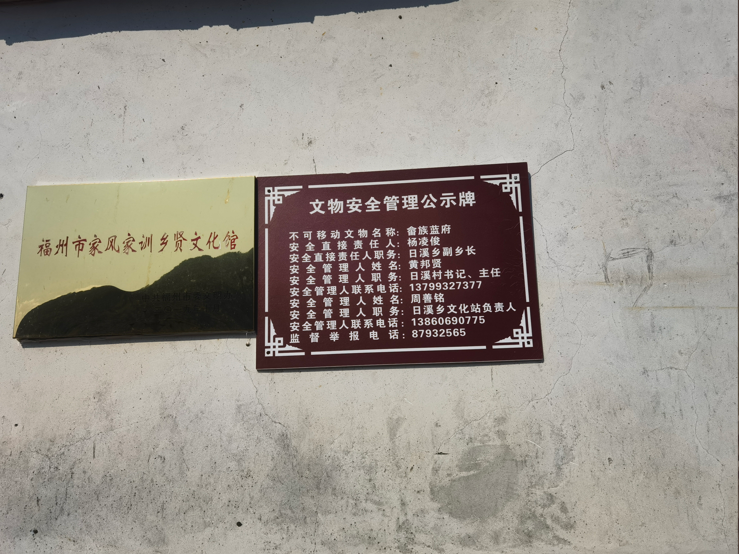 福州市家风家训乡贤文化馆
文物安全管理公示牌
不可移动文物名称：畲族蓝府
安全直接责任人：杨凌俊
安全直接责任人职务：日溪乡副乡长
安全管理人姓名：黄邦贤
安全管理人职务：日溪村书记、主任
安全管理人联系电话：13799327377
安全管理人姓名：周善铭
安全管理人职务：日溪乡文化站负责人
安全管理人联系电话：13860690775
监督举报电话：87932565